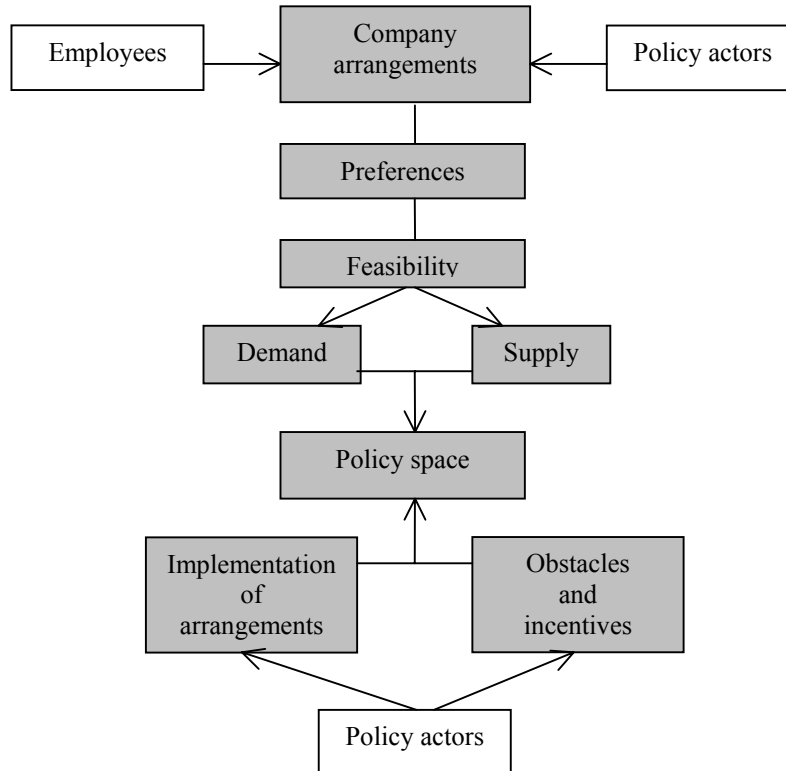 Employees
Company
arrangements
Policy actors
Preferences
Feasibility
Demand
Supply
Policy space
Implementation
of
arrangements
Obstacles
and
incentives
Policy actors